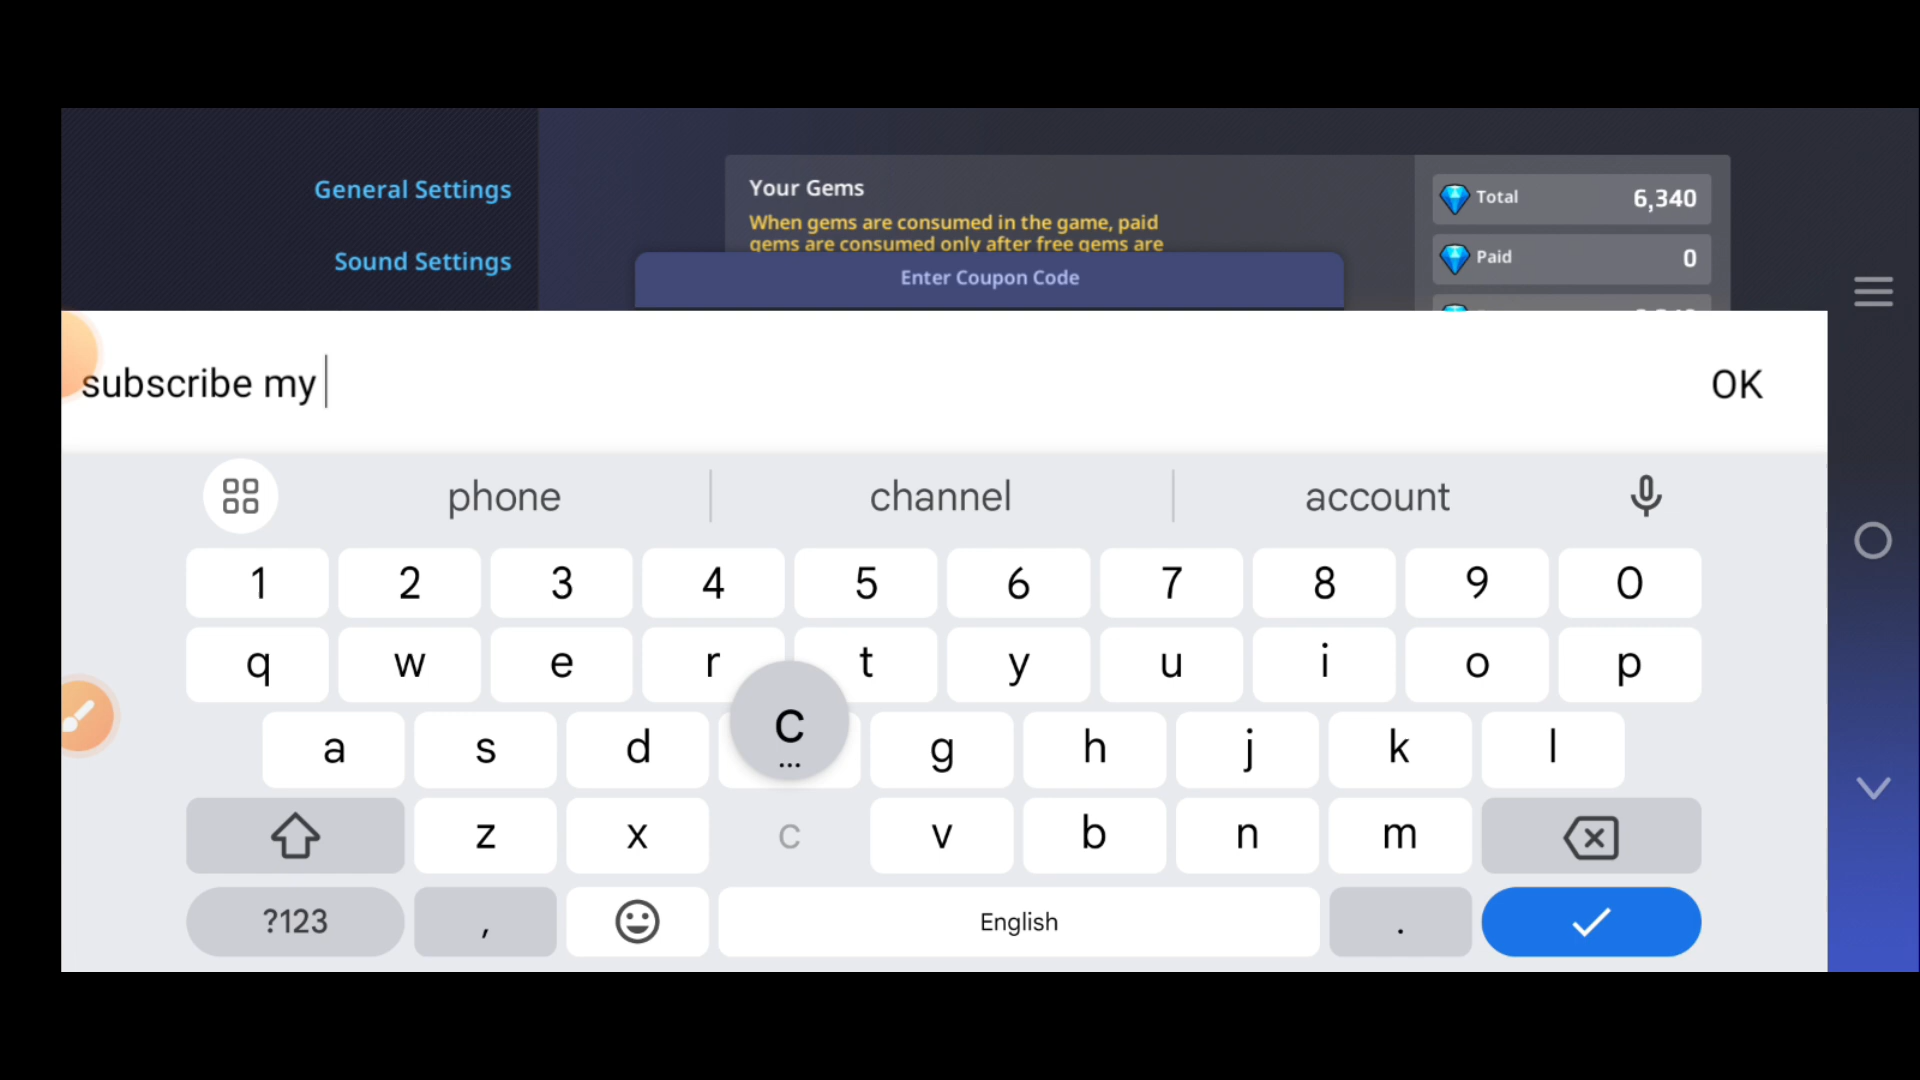 General Settings
Sound Settings
Your Gems
When gems are consumed in the game, paid
gems are consumed only after free gems are
Total 6,340
Paid 0
Enter Coupon Code
subscribe my
OK
phone channel account
1 2 3 4 5 6 7 8 9 0
q w e r t y u i o p
a s d c g h j k l
z x c v b n m
?123 , English .